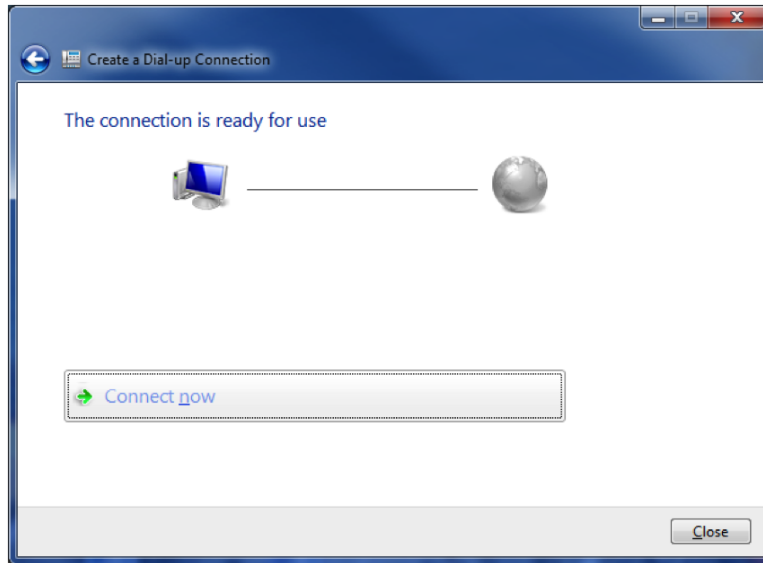 Create a Dial-up Connection
The connection is ready for use
Connect now
Close